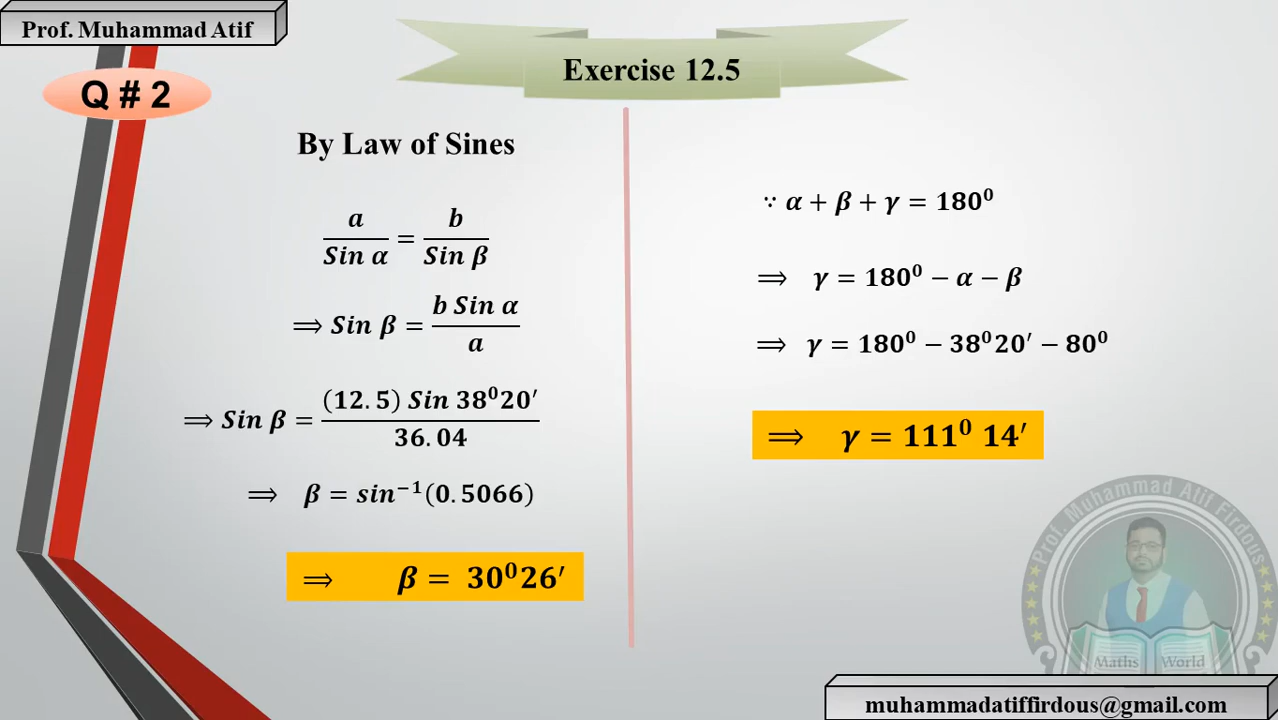 Prof. Muhammad Atif
Exercise 12.5
Q # 2
By Law of Sines
a/Sin α = b/Sin β
⟹ Sin β = b Sin α/a
⟹ Sin β = (12.5) Sin 38⁰20′/36.04
⟹ β = sin⁻¹(0.5066)
⟹ β = 30⁰26′
∵ α + β + γ = 180⁰
⟹ γ = 180⁰ − α − β
⟹ γ = 180⁰ − 38⁰20′ − 80⁰
⟹ γ = 111⁰ 14′
Prof. Muhammad Atif Firdous
Maths World
muhammadatiffirdous@gmail.com